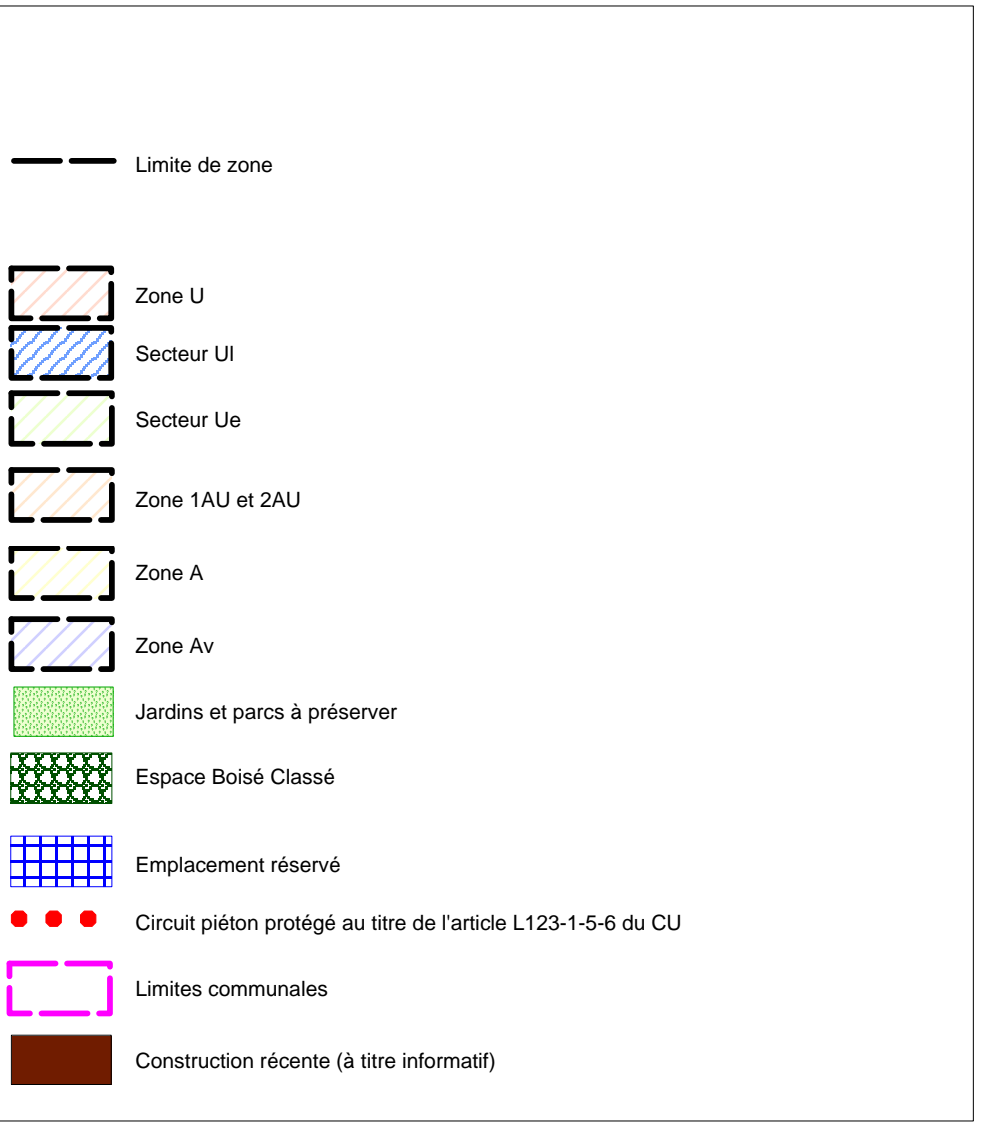 Limite de zone
Zone U
Secteur Ul
Secteur Ue
Zone 1AU et 2AU
Zone A
Zone Av
Jardins et parcs à préserver
Espace Boisé Classé
Emplacement réservé
Circuit piéton protégé au titre de l'article L123-1-5-6 du CU
Limites communales
Construction récente (à titre informatif)